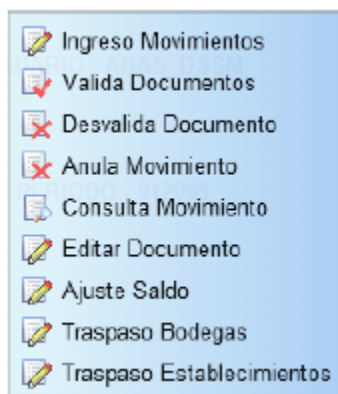 Ingreso Movimientos
Valida Documentos
Desvalida Documento
Anula Movimiento
Consulta Movimiento
Editar Documento
Ajuste Saldo
Traspaso Bodegas
Traspaso Establecimientos